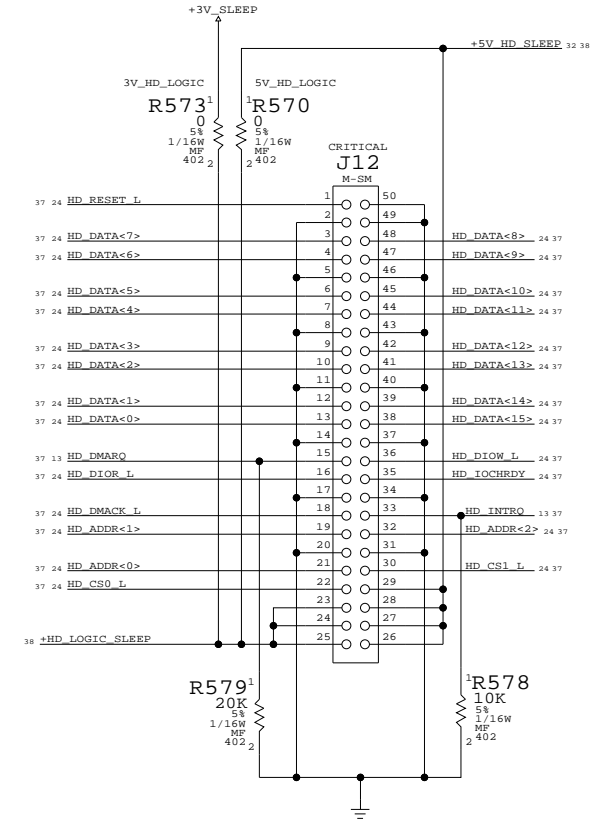 +3V_SLEEP
+5V_HD_SLEEP 32 38
3V_HD_LOGIC 5V_HD_LOGIC
R573 1 1 R570
0 0
5% 5%
1/16W 1/16W
MF MF
402 2 2 402
CRITICAL
J12
M-SM
37 24 HD_RESET_L 1 50
2 49
37 24 HD_DATA<7> 3 48 HD_DATA<8> 24 37
37 24 HD_DATA<6> 4 47 HD_DATA<9> 24 37
5 46
37 24 HD_DATA<5> 6 45 HD_DATA<10> 24 37
37 24 HD_DATA<4> 7 44 HD_DATA<11> 24 37
8 43
37 24 HD_DATA<3> 9 42 HD_DATA<12> 24 37
37 24 HD_DATA<2> 10 41 HD_DATA<13> 24 37
11 40
37 24 HD_DATA<1> 12 39 HD_DATA<14> 24 37
37 24 HD_DATA<0> 13 38 HD_DATA<15> 24 37
14 37
37 13 HD_DMARQ 15 36 HD_DIOW_L 24 37
37 24 HD_DIOR_L 16 35 HD_IOCHRDY 24 37
17 34
37 24 HD_DMACK_L 18 33 HD_INTRQ 13 37
37 24 HD_ADDR<1> 19 32 HD_ADDR<2> 24 37
20 31
37 24 HD_ADDR<0> 21 30 HD_CS1_L 24 37
37 24 HD_CS0_L 22 29
23 28
24 27
38 +HD_LOGIC_SLEEP 25 26
R579 1 1 R578
20K 10K
5% 5%
1/16W 1/16W
MF MF
402 2 2 402